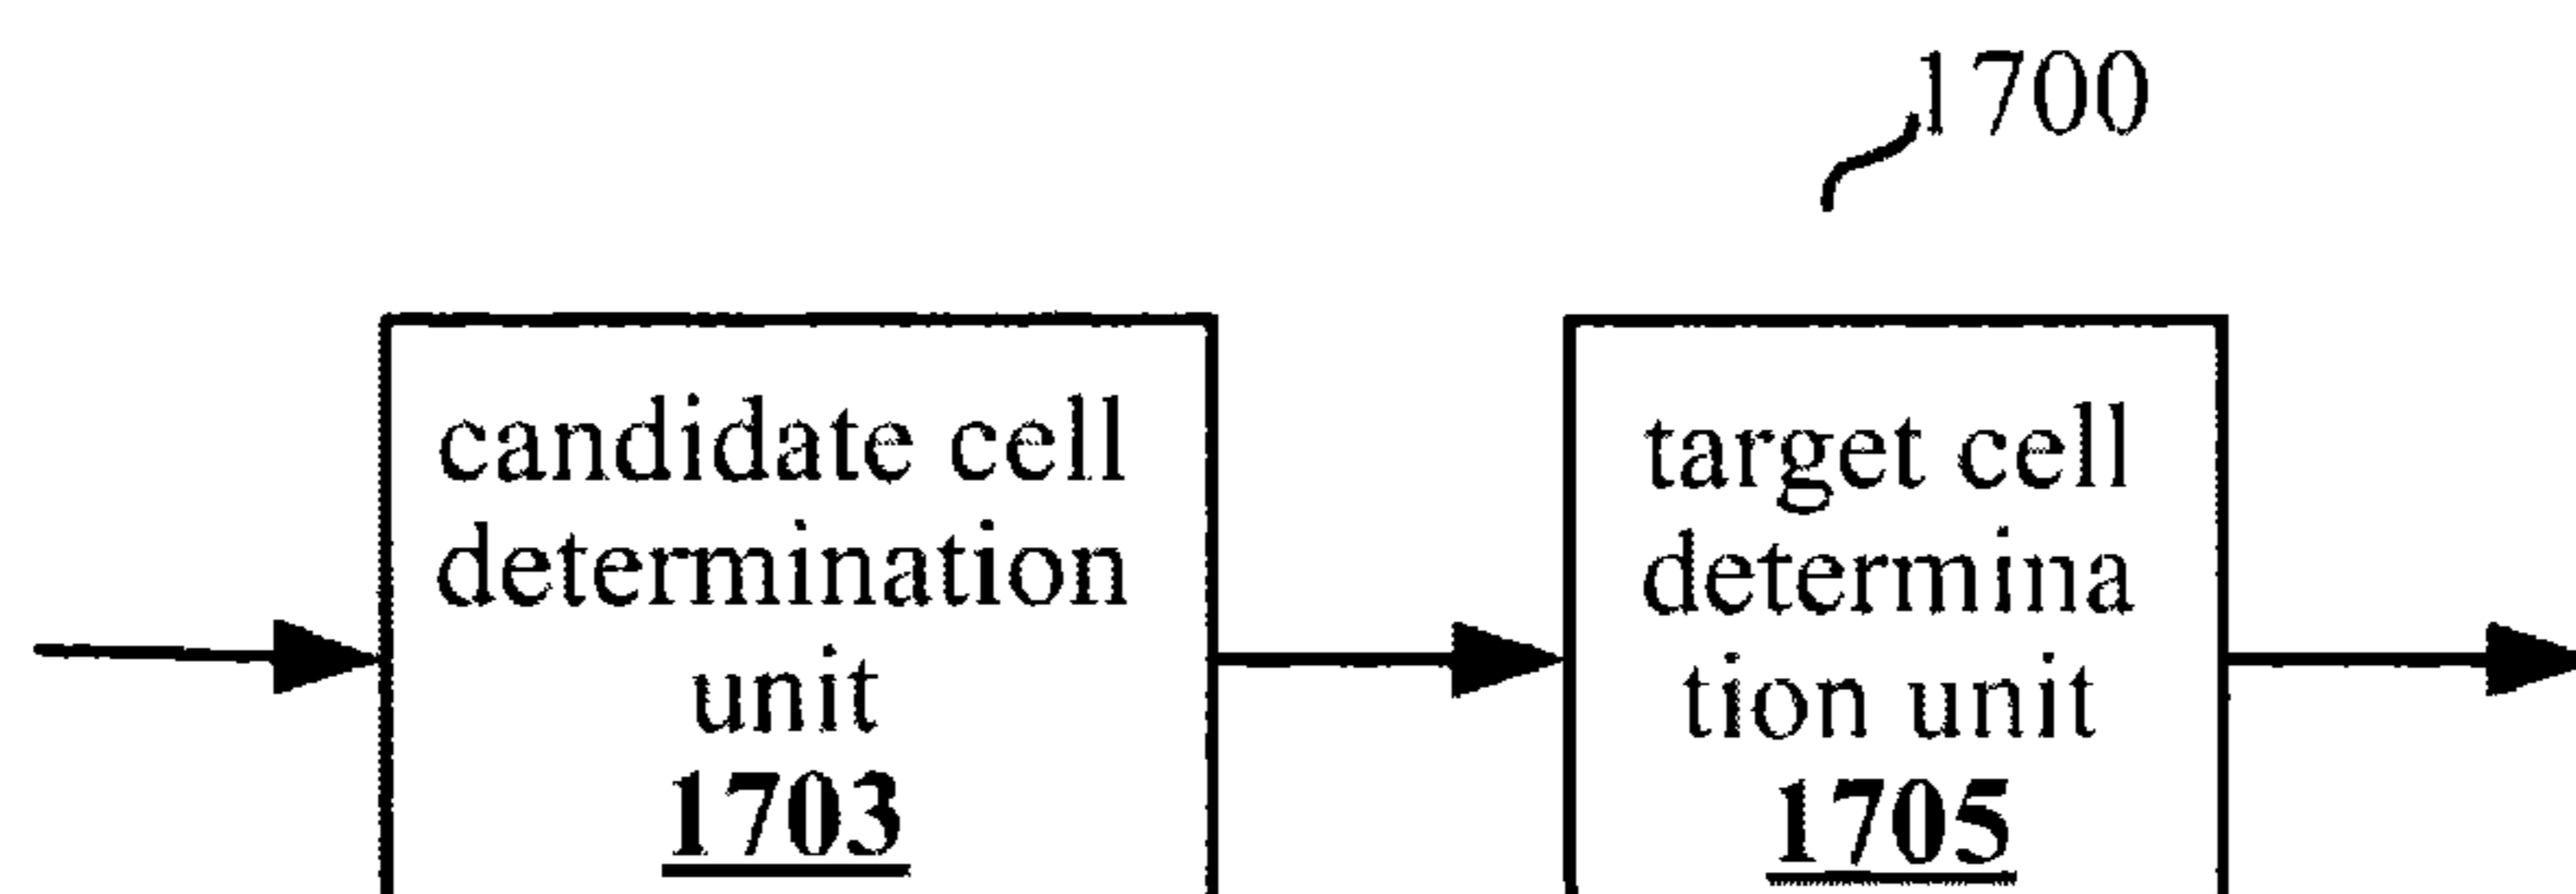 1700
candidate cell
determination
unit
1703
target cell
determina
tion unit
1705